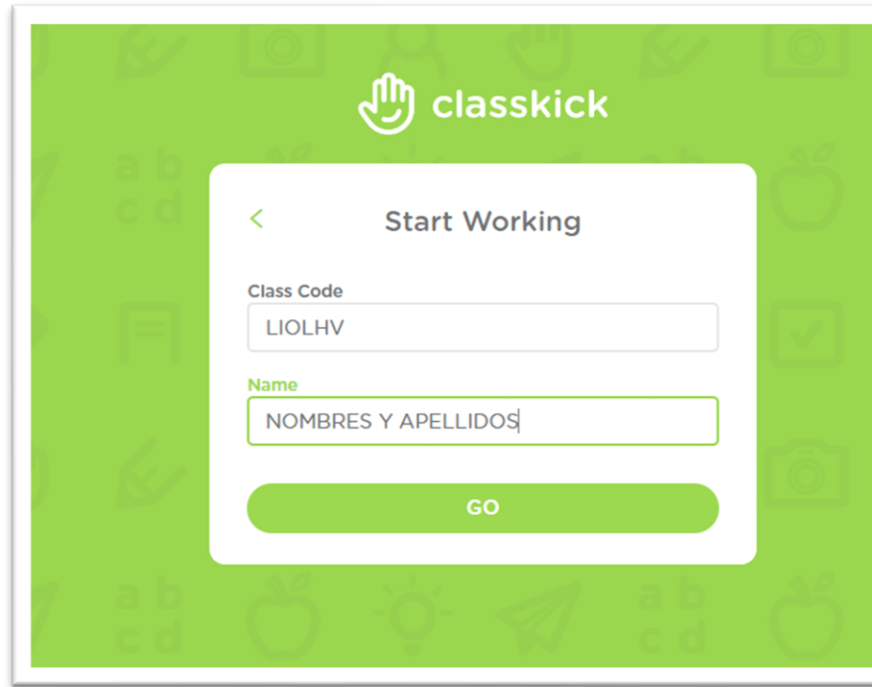 classkick
Start Working
Class Code
LIOLHV
Name
NOMBRES Y APELLIDOS
GO
a b
c d
a b
c d
a b
c d